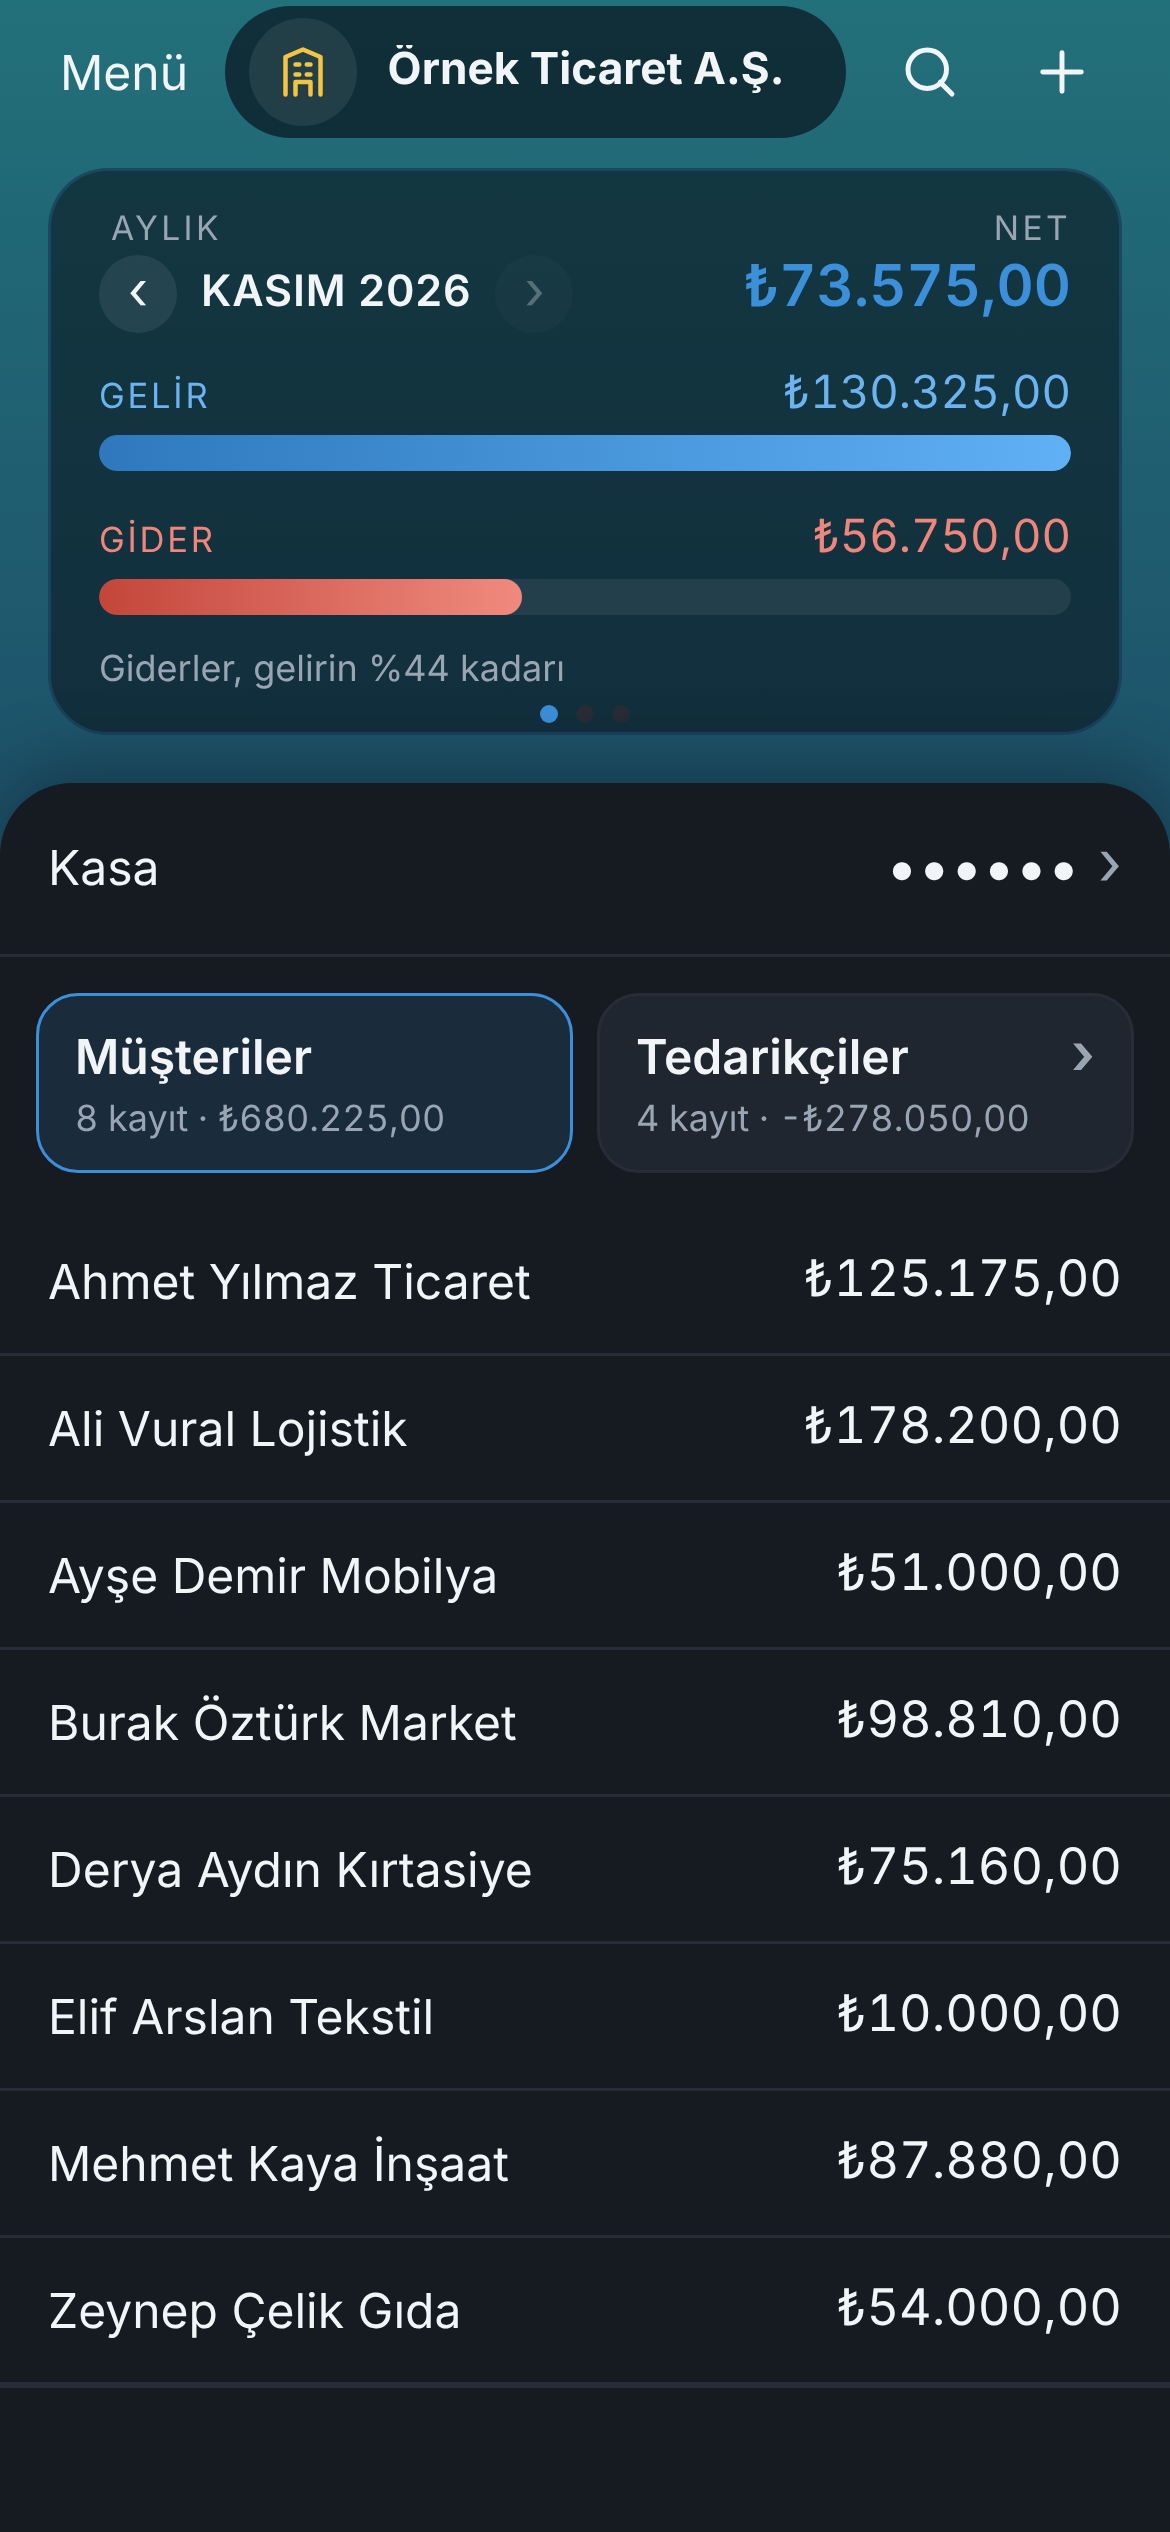 Menü
Örnek Ticaret A.Ş.
AYLIK
NET
KASIM 2026
₺73.575,00
GELİR
₺130.325,00
GİDER
₺56.750,00
Giderler, gelirin %44 kadarı
Kasa
••••••
Müşteriler
8 kayıt · ₺680.225,00
Tedarikçiler
4 kayıt · -₺278.050,00
Ahmet Yılmaz Ticaret
₺125.175,00
Ali Vural Lojistik
₺178.200,00
Ayşe Demir Mobilya
₺51.000,00
Burak Öztürk Market
₺98.810,00
Derya Aydın Kırtasiye
₺75.160,00
Elif Arslan Tekstil
₺10.000,00
Mehmet Kaya İnşaat
₺87.880,00
Zeynep Çelik Gıda
₺54.000,00